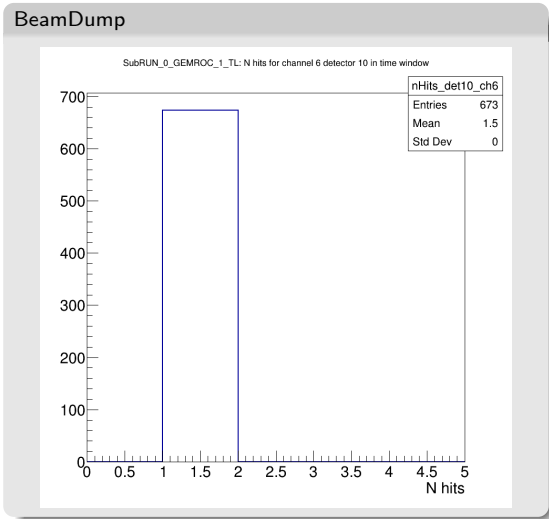 BeamDump
SubRUN_0_GEMROC_1_TL: N hits for channel 6 detector 10 in time window
nHits_det10_ch6
Entries 673
Mean 1.5
Std Dev 0
700
600
500
400
300
200
100
0
0 0.5 1 1.5 2 2.5 3 3.5 4 4.5 5
N hits